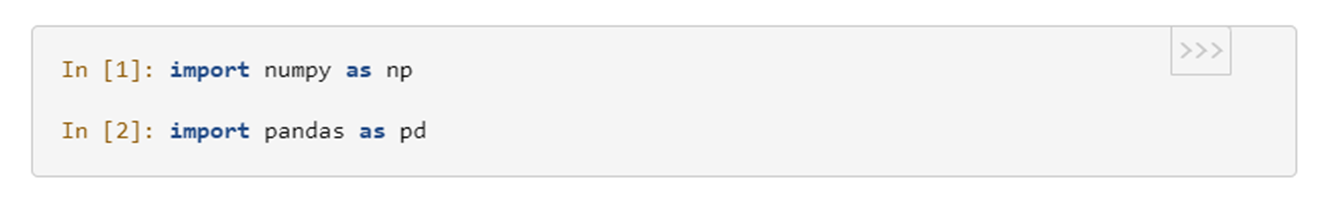 >>>
In [1]: import numpy as np
In [2]: import pandas as pd